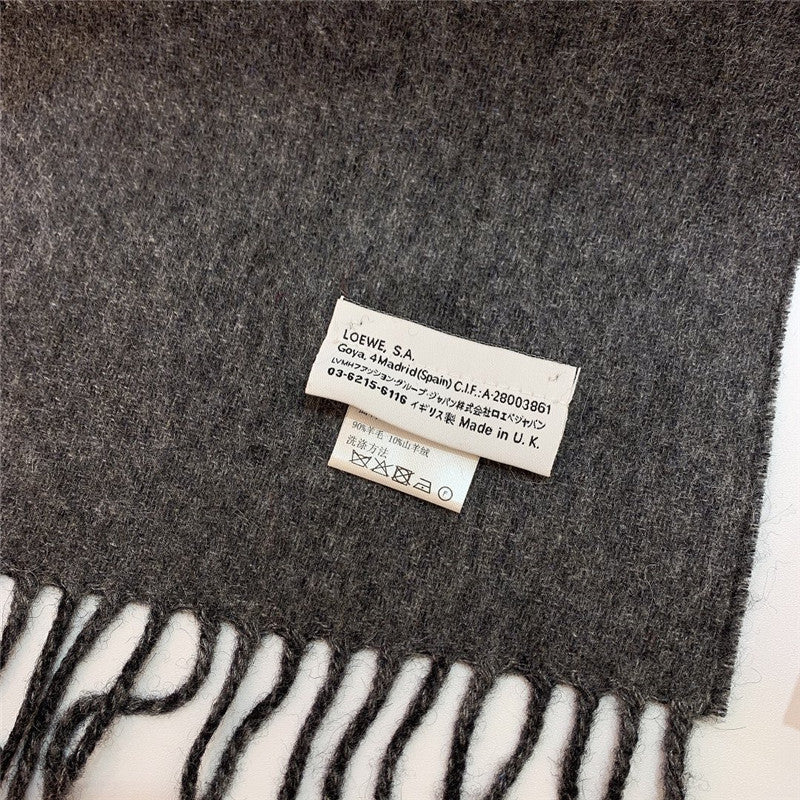 LOEWE, S.A.
Goya, 4 Madrid (Spain) C.I.F.: A-28003861
LVMHファッション・グループ・ジャパン株式会社ロエベジャパン
03-6215-6116 イギリス製 Made in U.K.
90%羊毛 10%山羊绒
洗涤方法
F